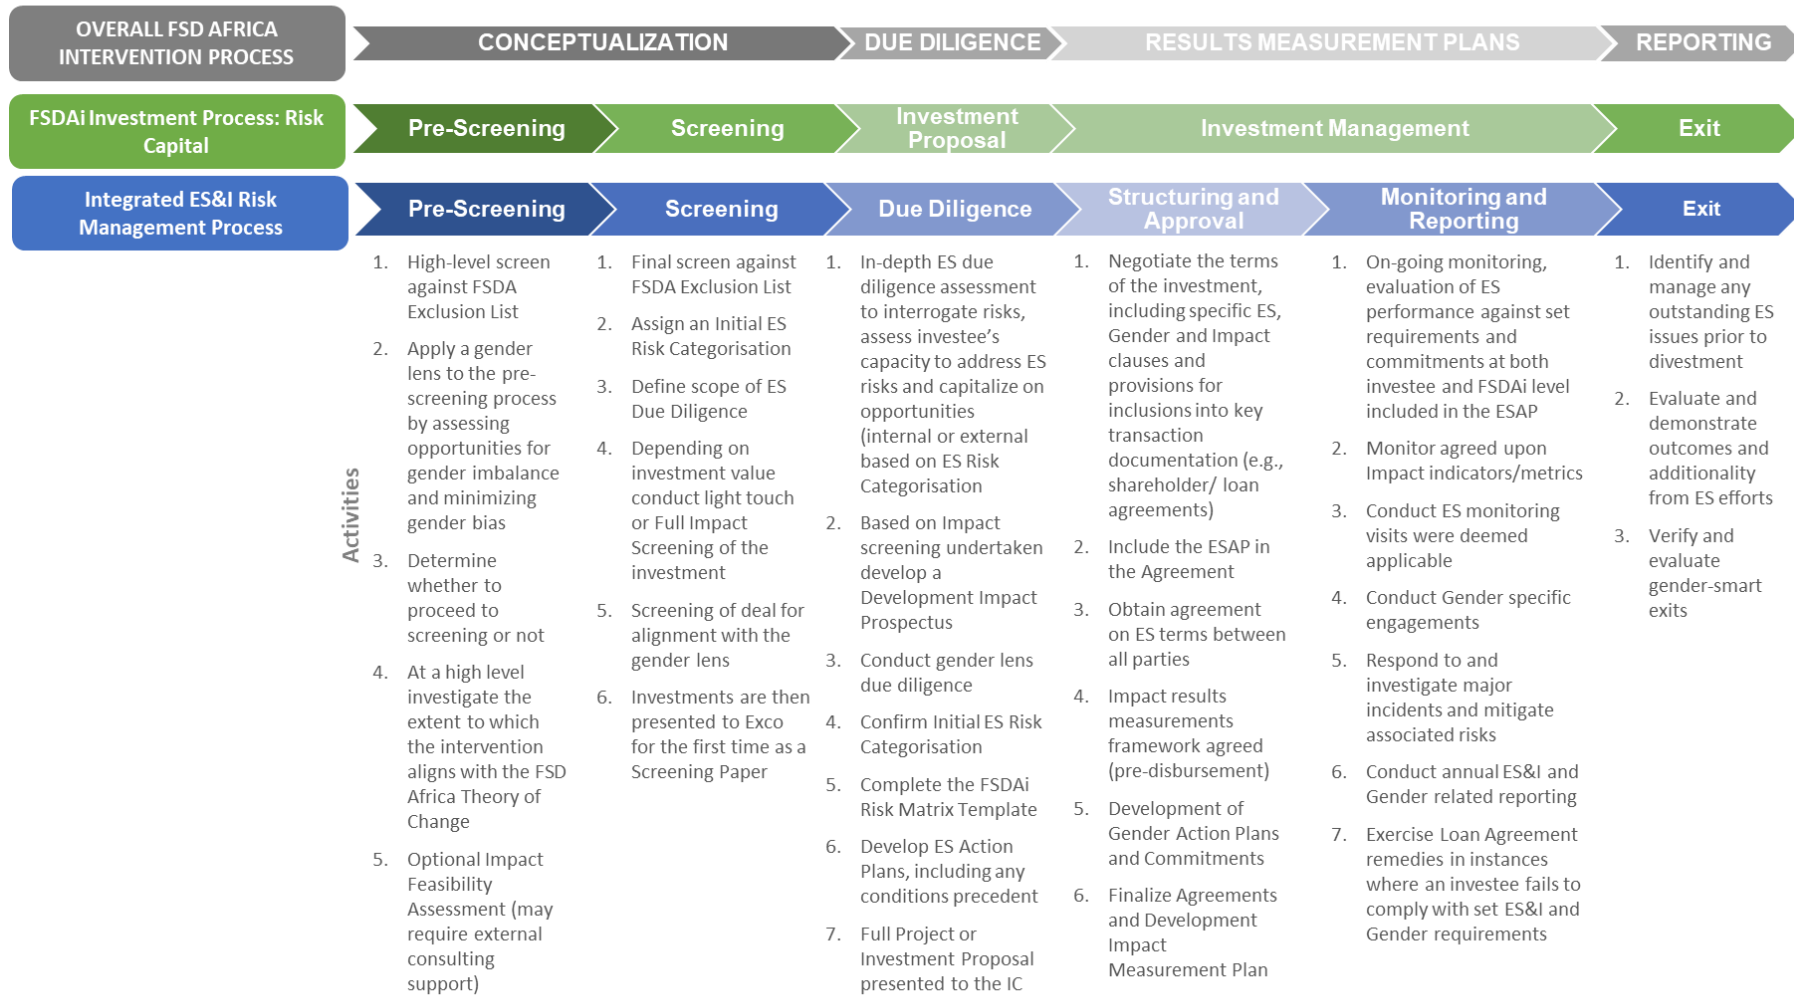 OVERALL FSD AFRICA
INTERVENTION PROCESS
CONCEPTUALIZATION
DUE DILIGENCE
RESULTS MEASUREMENT PLANS
REPORTING
FSDAi Investment Process: Risk
Capital
Pre-Screening
Screening
Investment
Proposal
Investment Management
Exit
Integrated ES&I Risk
Management Process
Pre-Screening
Screening
Due Diligence
Structuring and
Approval
Monitoring and
Reporting
Exit
Activities
1. High-level screen
against FSDA
Exclusion List
2. Apply a gender
lens to the pre-
screening process
by assessing
opportunities for
gender imbalance
and minimizing
gender bias
3. Determine
whether to
proceed to
screening or not
4. At a high level
investigate the
extent to which
the intervention
aligns with the FSD
Africa Theory of
Change
5. Optional Impact
Feasibility
Assessment (may
require external
consulting
support)
1. Final screen against
FSDA Exclusion List
2. Assign an Initial ES
Risk Categorisation
3. Define scope of ES
Due Diligence
4. Depending on
investment value
conduct light touch
or Full Impact
Screening of the
investment
5. Screening of deal for
alignment with the
gender lens
6. Investments are then
presented to Exco
for the first time as a
Screening Paper
1. In-depth ES due
diligence assessment
to interrogate risks,
assess investee's
capacity to address ES
risks and capitalize on
opportunities
(internal or external
based on ES Risk
Categorisation
2. Based on Impact
screening undertaken
develop a
Development Impact
Prospectus
3. Conduct gender lens
due diligence
4. Confirm Initial ES Risk
Categorisation
5. Complete the FSDAi
Risk Matrix Template
6. Develop ES Action
Plans, including any
conditions precedent
7. Full Project or
Investment Proposal
presented to the IC
1. Negotiate the terms
of the investment,
including specific ES,
Gender and Impact
clauses and
provisions for
inclusions into key
transaction
documentation (e.g.,
shareholder/ loan
agreements)
2. Include the ESAP in
the Agreement
3. Obtain agreement
on ES terms between
all parties
4. Impact results
measurements
framework agreed
(pre-disbursement)
5. Development of
Gender Action Plans
and Commitments
6. Finalize Agreements
and Development
Impact
Measurement Plan
1. On-going monitoring,
evaluation of ES
performance against set
requirements and
commitments at both
investee and FSDAi level
included in the ESAP
2. Monitor agreed upon
Impact indicators/metrics
3. Conduct ES monitoring
visits were deemed
applicable
4. Conduct Gender specific
engagements
5. Respond to and
investigate major
incidents and mitigate
associated risks
6. Conduct annual ES&I and
Gender related reporting
7. Exercise Loan Agreement
remedies in instances
where an investee fails to
comply with set ES&I and
Gender requirements
1. Identify and
manage any
outstanding ES
issues prior to
divestment
2. Evaluate and
demonstrate
outcomes and
additionality
from ES efforts
3. Verify and
evaluate
gender-smart
exits